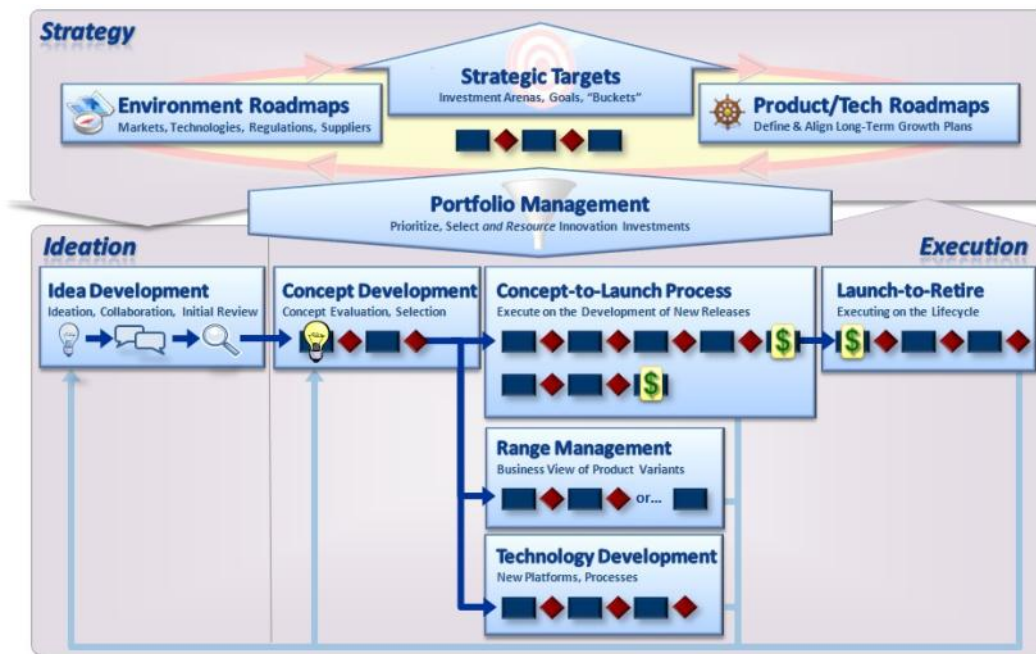 Strategy
Strategic Targets
Investment Arenas, Goals, "Buckets"
Environment Roadmaps
Markets, Technologies, Regulations, Suppliers
Product/Tech Roadmaps
Define & Align Long-Term Growth Plans
Portfolio Management
Prioritize, Select and Resource Innovation Investments
Ideation
Execution
Idea Development
Ideation, Collaboration, Initial Review
Concept Development
Concept Evaluation, Selection
Concept-to-Launch Process
Execute on the Development of New Releases
$
$
Launch-to-Retire
Executing on the Lifecycle
$
Range Management
Business View of Product Variants
or...
Technology Development
New Platforms, Processes